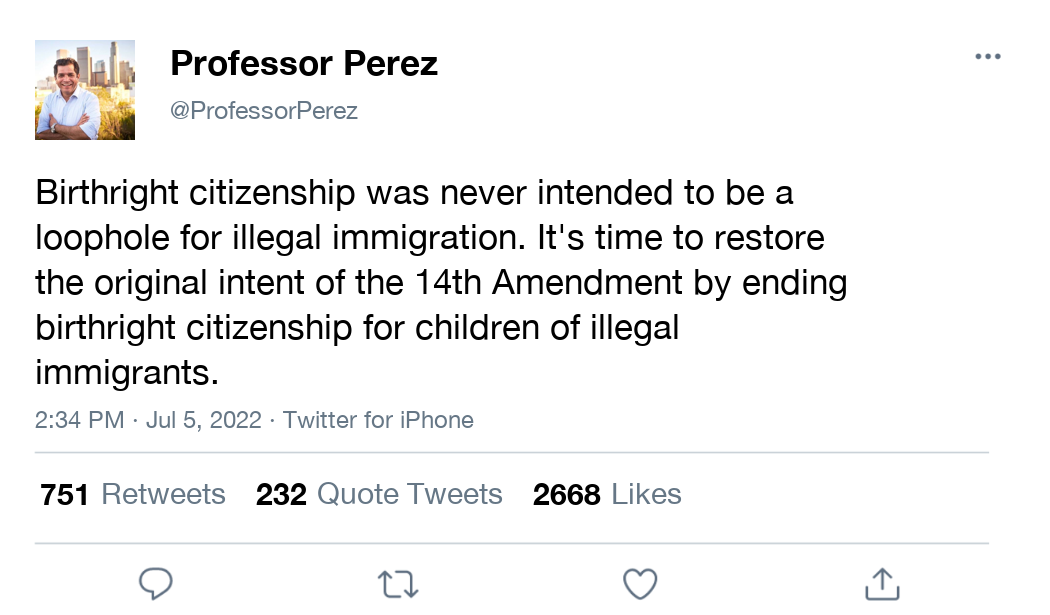 Professor Perez
@ProfessorPerez
Birthright citizenship was never intended to be a
loophole for illegal immigration. It's time to restore
the original intent of the 14th Amendment by ending
birthright citizenship for children of illegal
immigrants.
2:34 PM · Jul 5, 2022 · Twitter for iPhone
751 Retweets 232 Quote Tweets 2668 Likes